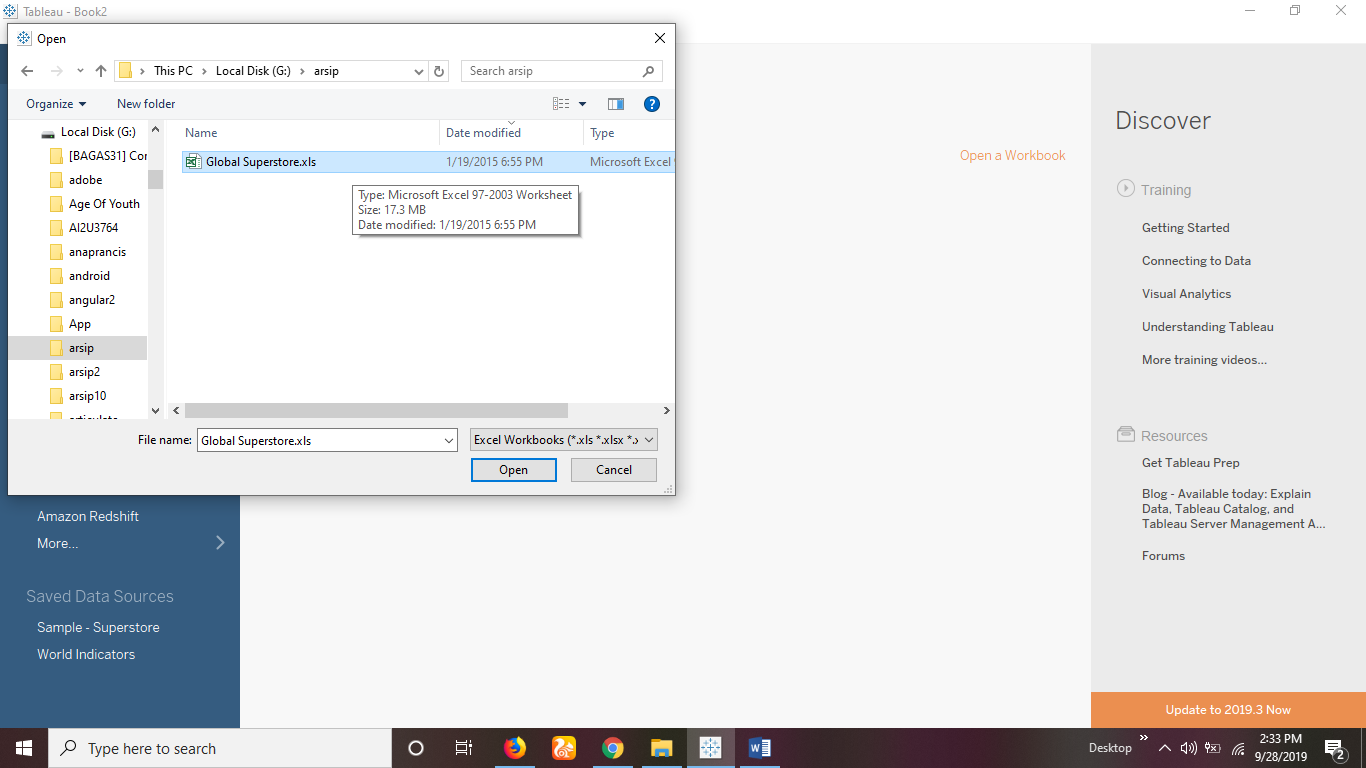 Tableau - Book2
Open
This PC > Local Disk (G:) > arsip
Search arsip
Organize
New folder
Local Disk (G:)
[BAGAS31] Cor
adobe
Age Of Youth
AI2U3764
anaprancis
android
angular2
App
arsip
arsip2
arsip10
Name
Date modified
Type
Global Superstore.xls
1/19/2015 6:55 PM
Microsoft Excel
Type: Microsoft Excel 97-2003 Worksheet
Size: 17.3 MB
Date modified: 1/19/2015 6:55 PM
File name:
Global Superstore.xls
Excel Workbooks (*.xls *.xlsx *.x
Open
Cancel
Amazon Redshift
More...
Saved Data Sources
Sample - Superstore
World Indicators
Open a Workbook
Discover
Training
Getting Started
Connecting to Data
Visual Analytics
Understanding Tableau
More training videos...
Resources
Get Tableau Prep
Blog - Available today: Explain
Data, Tableau Catalog, and
Tableau Server Management A...
Forums
Update to 2019.3 Now
Type here to search
Desktop
2:33 PM
9/28/2019
2